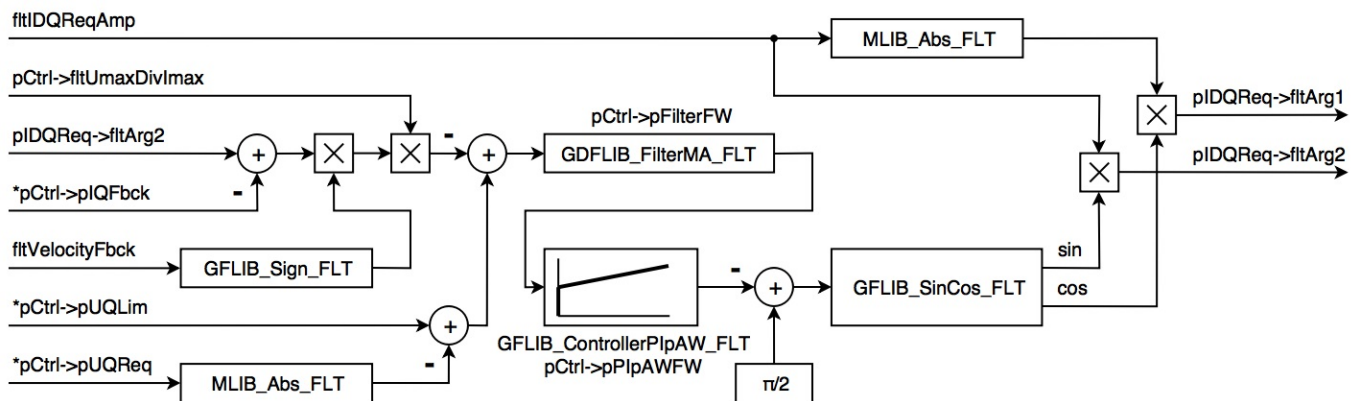 fltIDQReqAmp
MLIB_Abs_FLT
pCtrl->fltUmaxDivImax
pIDQReq->fltArg1
pCtrl->pFilterFW
pIDQReq->fltArg2
+
×
×
-
+
GDFLIB_FilterMA_FLT
×
×
pIDQReq->fltArg2
*pCtrl->pIQFbck
-
fltVelocityFbck
GFLIB_Sign_FLT
sin
-
+
GFLIB_SinCos_FLT
cos
*pCtrl->pUQLim
+
-
GFLIB_ControllerPIpAW_FLT
pCtrl->pPIpAWFW
*pCtrl->pUQReq
MLIB_Abs_FLT
π/2